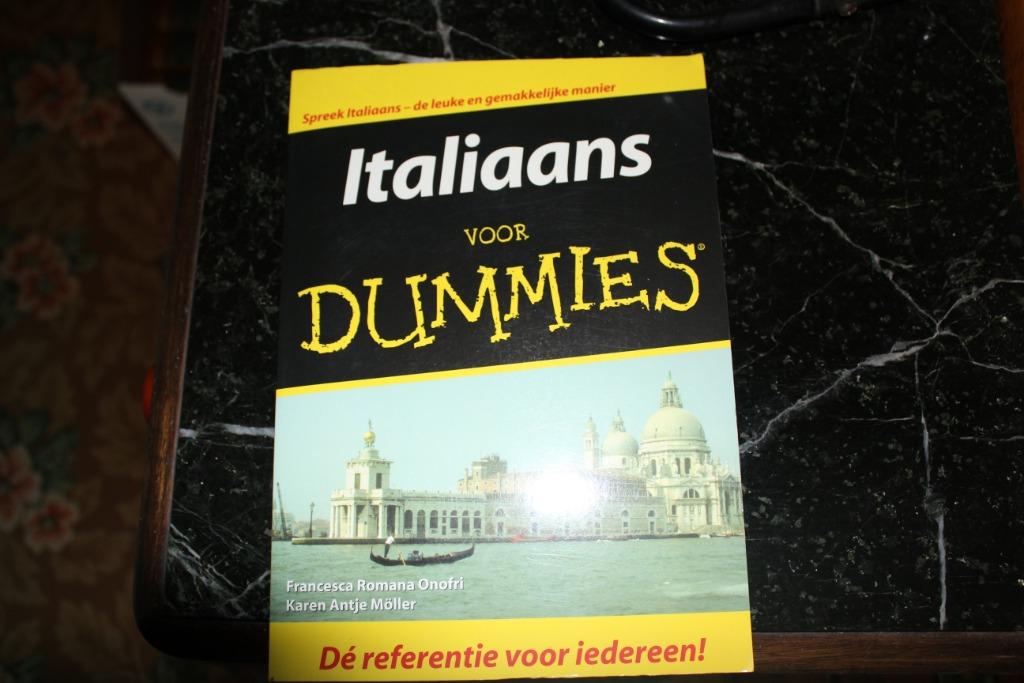 Spreek Italiaans – de leuke en gemakkelijke manier
Italiaans
VOOR
DUMMIES®
Francesca Romana Onofri
Karen Antje Möller
Dé referentie voor iedereen!